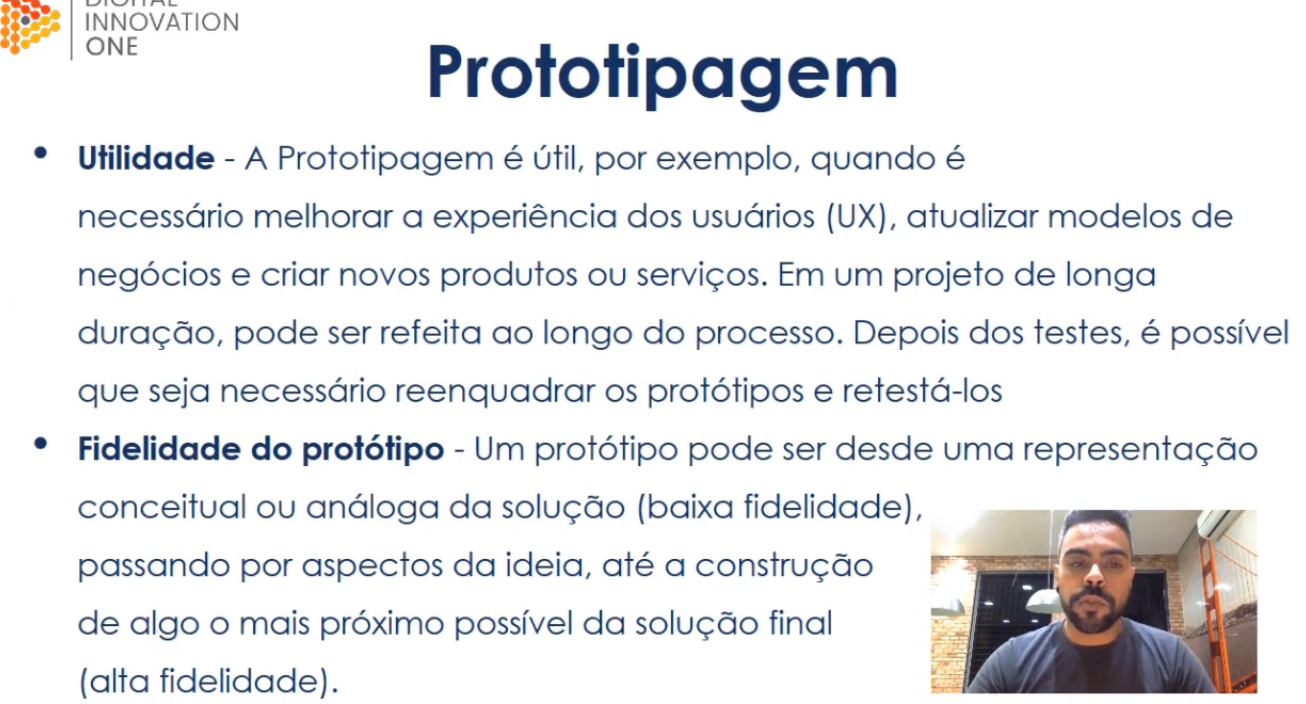 DIGITAL
INNOVATION
ONE
Prototipagem
• Utilidade - A Prototipagem é útil, por exemplo, quando é
necessário melhorar a experiência dos usuários (UX), atualizar modelos de
negócios e criar novos produtos ou serviços. Em um projeto de longa
duração, pode ser refeita ao longo do processo. Depois dos testes, é possível
que seja necessário reenquadrar os protótipos e retestá-los
• Fidelidade do protótipo - Um protótipo pode ser desde uma representação
conceitual ou análoga da solução (baixa fidelidade),
passando por aspectos da ideia, até a construção
de algo o mais próximo possível da solução final
(alta fidelidade).